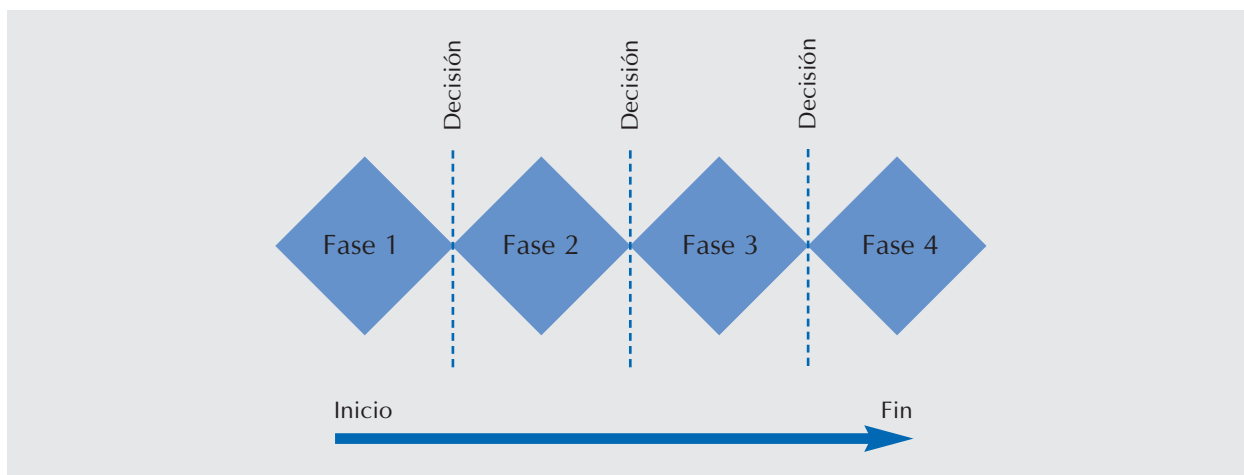 Decisión
Decisión
Decisión
Fase 1
Fase 2
Fase 3
Fase 4
Inicio
Fin